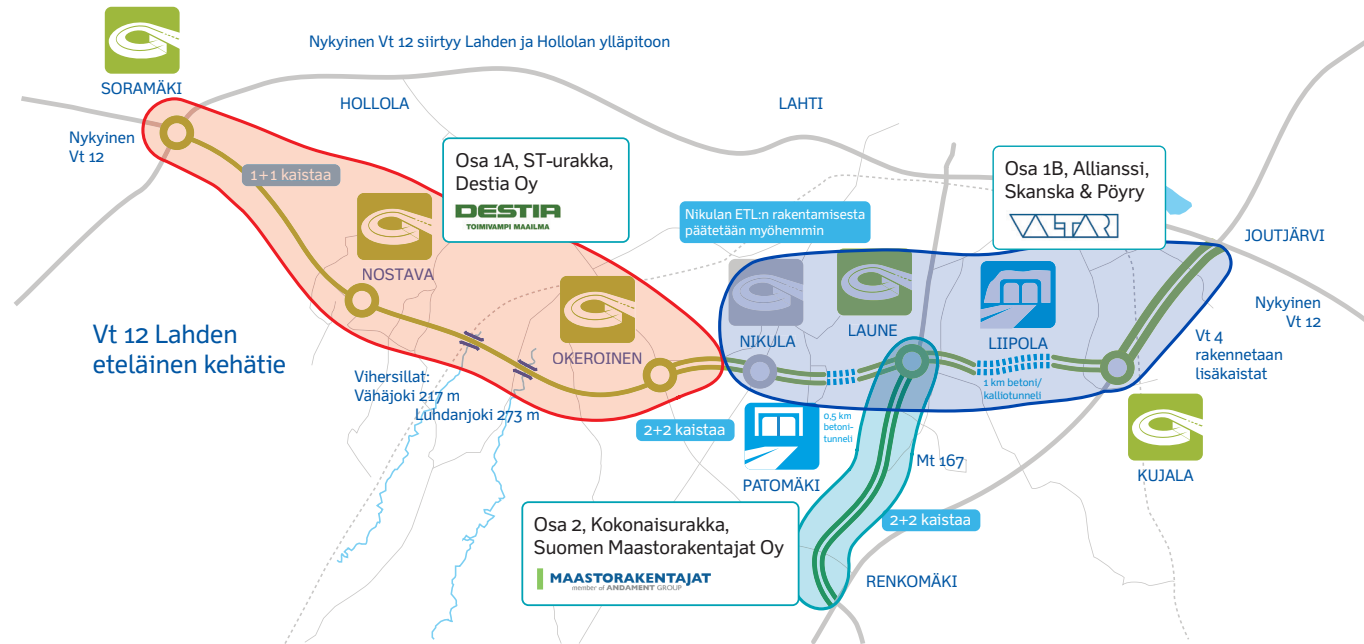 Nykyinen Vt 12 siirtyy Lahden ja Hollolan ylläpitoon
SORAMÄKI
HOLLOLA
LAHTI
Nykyinen
Vt 12
1+1 kaistaa
Osa 1A, ST-urakka,
Destia Oy
DESTIA
TOIMIVAMPI MAAILMA
Osa 1B, Allianssi,
Skanska & Pöyry
VALTARI
Nikulan ETL:n rakentamisesta
päätetään myöhemmin
JOUTJÄRVI
NOSTAVA
Nykyinen
Vt 12
Vt 12 Lahden
eteläinen kehätie
OKEROINEN
NIKULA
LAUNE
LIIPOLA
Vt 4
rakennetaan
lisäkaistat
Vihersillat:
Vähäjoki 217 m
Luhdanjoki 273 m
1 km betoni/
kalliotunneli
2+2 kaistaa
0,5 km
betoni-
tunneli
PATOMÄKI
Mt 167
KUJALA
Osa 2, Kokonaisurakka,
Suomen Maastorakentajat Oy
MAASTORAKENTAJAT
member of ANDAMENT GROUP
2+2 kaistaa
RENKOMÄKI